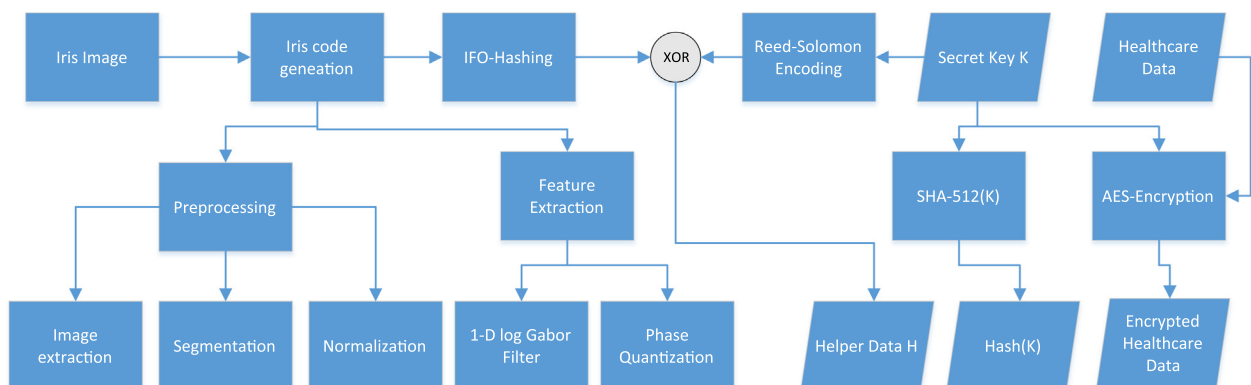 Iris Image
Iris code
geneation
IFO-Hashing
XOR
Reed-Solomon
Encoding
Secret Key K
Healthcare
Data
Preprocessing
Feature
Extraction
SHA-512(K)
AES-Encryption
Image
extraction
Segmentation
Normalization
1-D log Gabor
Filter
Phase
Quantization
Helper Data H
Hash(K)
Encrypted
Healthcare
Data